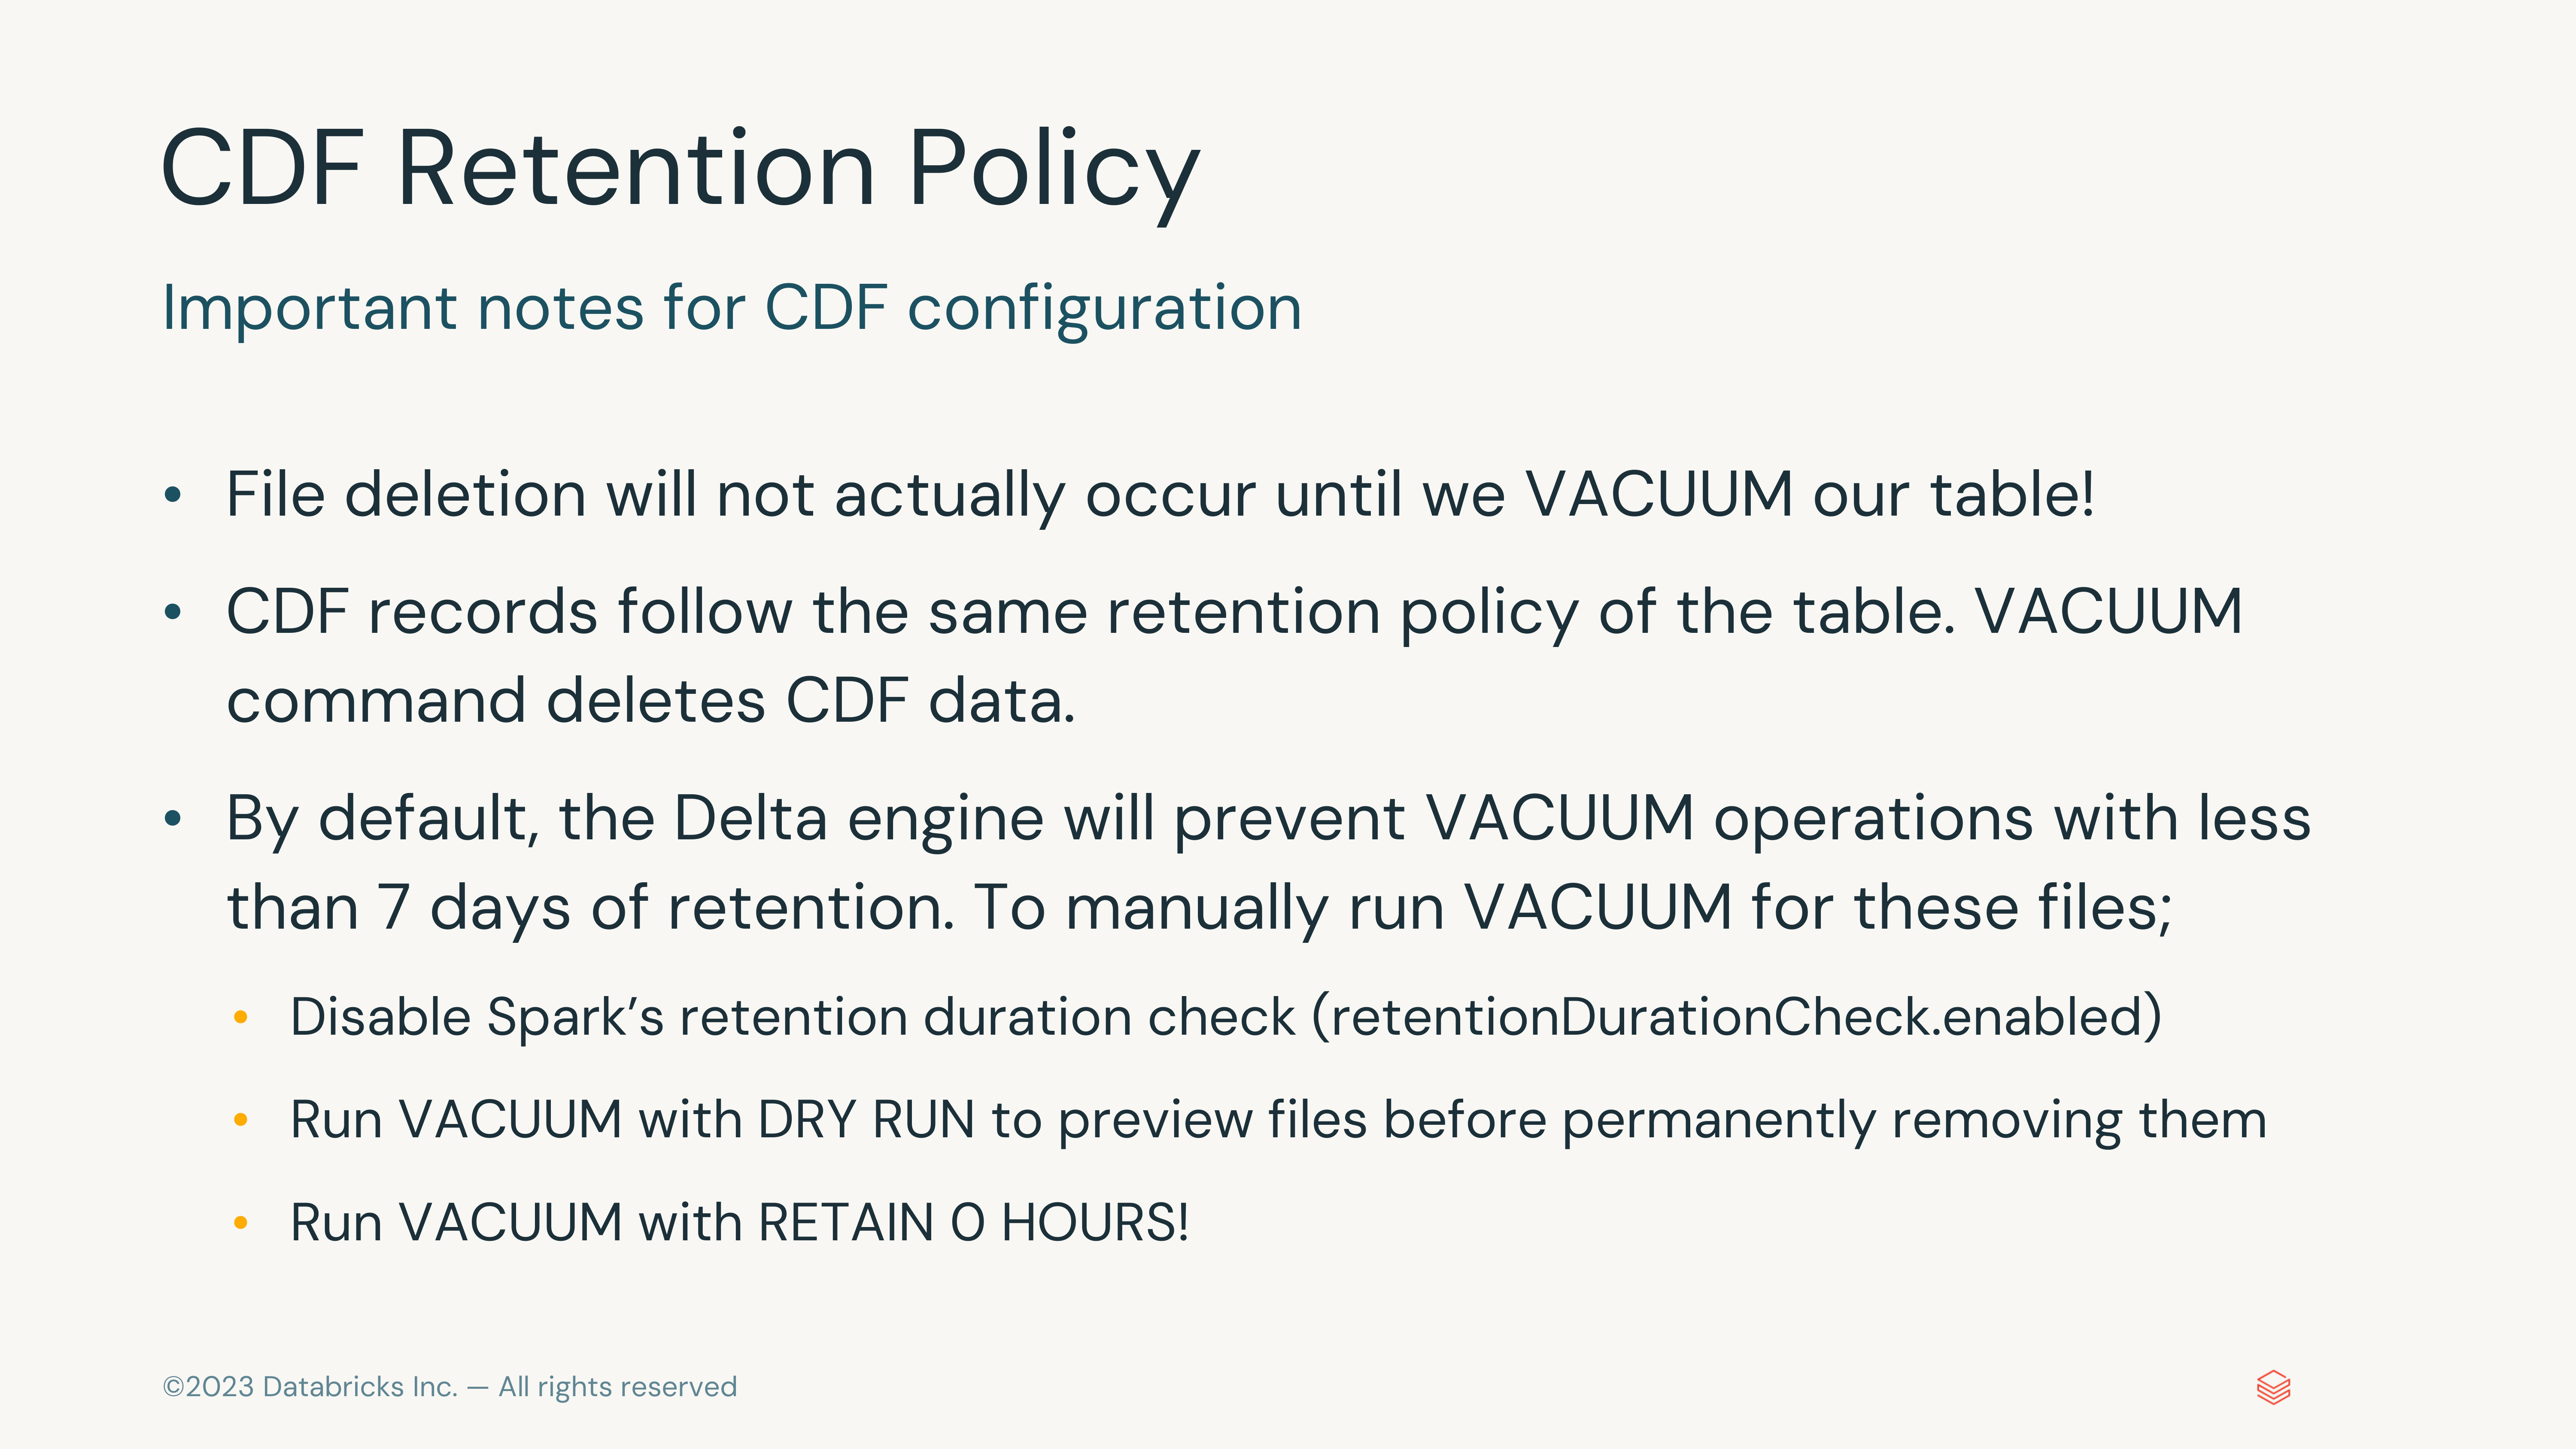 CDF Retention Policy
Important notes for CDF configuration
• File deletion will not actually occur until we VACUUM our table!
• CDF records follow the same retention policy of the table. VACUUM
command deletes CDF data.
• By default, the Delta engine will prevent VACUUM operations with less
than 7 days of retention. To manually run VACUUM for these files;
• Disable Spark’s retention duration check (retentionDurationCheck.enabled)
• Run VACUUM with DRY RUN to preview files before permanently removing them
• Run VACUUM with RETAIN 0 HOURS!
©2023 Databricks Inc. — All rights reserved